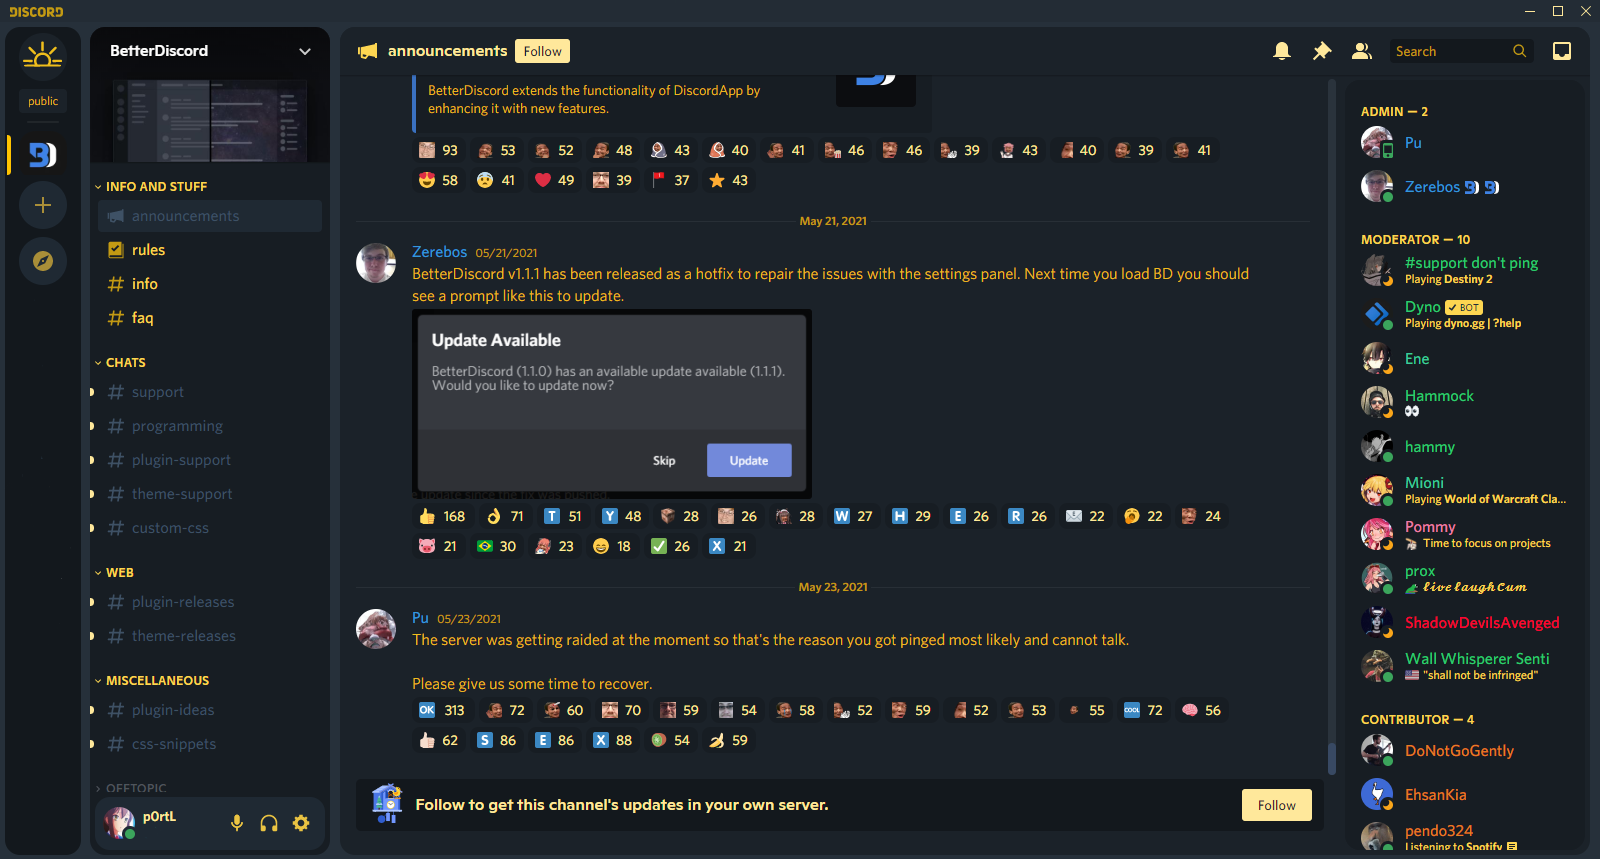 DISCORD
public
BetterDiscord
INFO AND STUFF
announcements
rules
info
faq
CHATS
support
programming
plugin-support
theme-support
custom-css
WEB
plugin-releases
theme-releases
MISCELLANEOUS
plugin-ideas
css-snippets
OFFTOPIC
p0rtL
announcements Follow
Search
BetterDiscord extends the functionality of DiscordApp by
enhancing it with new features.
93 53 52 48 43 40 41 46 46 39 43 40 39 41
58 41 49 39 37 43
May 21, 2021
Zerebos 05/21/2021
BetterDiscord v1.1.1 has been released as a hotfix to repair the issues with the settings panel. Next time you load BD you should
see a prompt like this to update.
Update Available
BetterDiscord (1.1.0) has an available update available (1.1.1).
Would you like to update now?
Skip Update
update since the fix was pushed.
168 71 T 51 Y 48 28 26 28 W 27 H 29 E 26 R 26 22 22 24
21 30 23 18 26 X 21
May 23, 2021
Pu 05/23/2021
The server was getting raided at the moment so that's the reason you got pinged most likely and cannot talk.
Please give us some time to recover.
OK 313 72 60 70 59 54 58 52 59 52 53 55 COOL 72 56
62 S 86 E 86 X 88 54 59
Follow to get this channel's updates in your own server. Follow
ADMIN — 2
Pu
Zerebos
MODERATOR — 10
#support don't ping
Playing Destiny 2
Dyno BOT
Playing dyno.gg | ?help
Ene
Hammock
hammy
Mioni
Playing World of Warcraft Cla...
Pommy
Time to focus on projects
prox
𝓵𝓲𝓿𝓮 𝓵𝓪𝓾𝓰𝓱 𝓒𝓾𝓶
ShadowDevilsAvenged
Wall Whisperer Senti
"shall not be infringed"
CONTRIBUTOR — 4
DoNotGoGently
EhsanKia
pendo324
Listening to Spotify